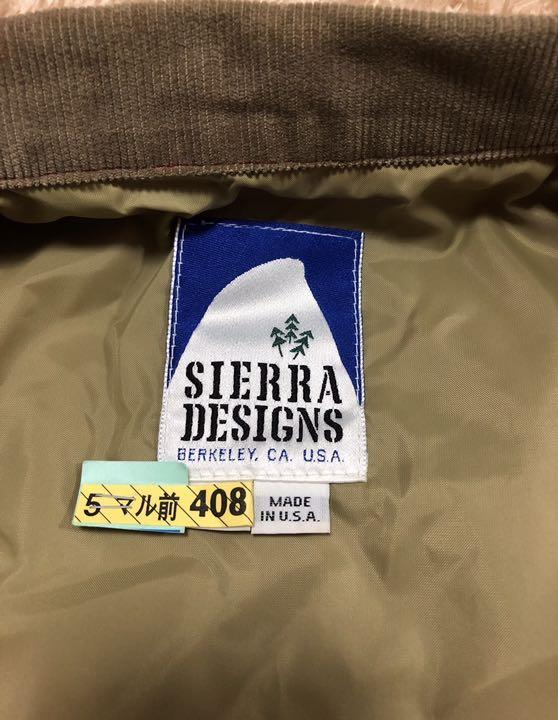 SIERRA
DESIGNS
BERKELEY, CA. U.S.A.
5 マル前 408
MADE
IN U.S.A.